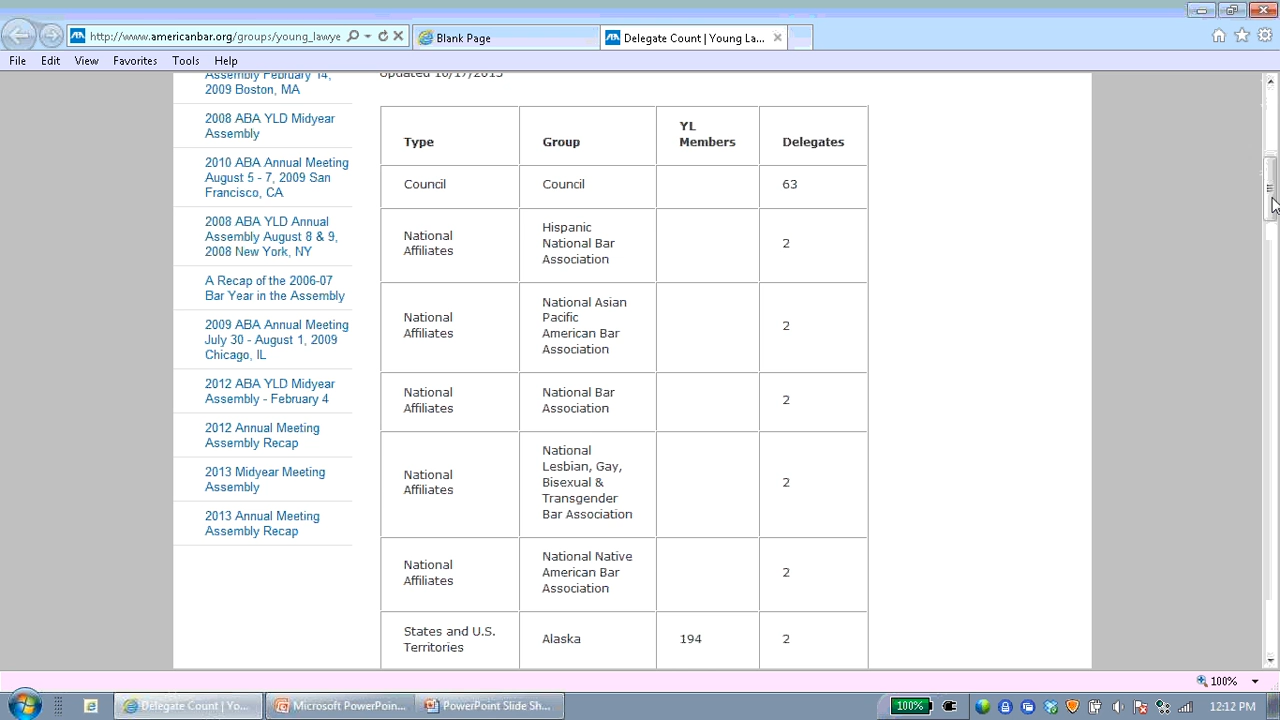 http://www.americanbar.org/groups/young_lawye
Blank Page
Delegate Count | Young La...
File Edit View Favorites Tools Help
Assembly February 14,
2009 Boston, MA
2008 ABA YLD Midyear
Assembly
2010 ABA Annual Meeting
August 5 - 7, 2009 San
Francisco, CA
2008 ABA YLD Annual
Assembly August 8 & 9,
2008 New York, NY
A Recap of the 2006-07
Bar Year in the Assembly
2009 ABA Annual Meeting
July 30 - August 1, 2009
Chicago, IL
2012 ABA YLD Midyear
Assembly - February 4
2012 Annual Meeting
Assembly Recap
2013 Midyear Meeting
Assembly
2013 Annual Meeting
Assembly Recap
Updated 10/17/2013
Type Group YL Members Delegates
Council Council 63
National Affiliates Hispanic National Bar Association 2
National Affiliates National Asian Pacific American Bar Association 2
National Affiliates National Bar Association 2
National Affiliates National Lesbian, Gay, Bisexual & Transgender Bar Association 2
National Affiliates National Native American Bar Association 2
States and U.S. Territories Alaska 194 2
100%
Delegate Count | Yo...
Microsoft PowerPoin...
PowerPoint Slide Sh...
100%
12:12 PM